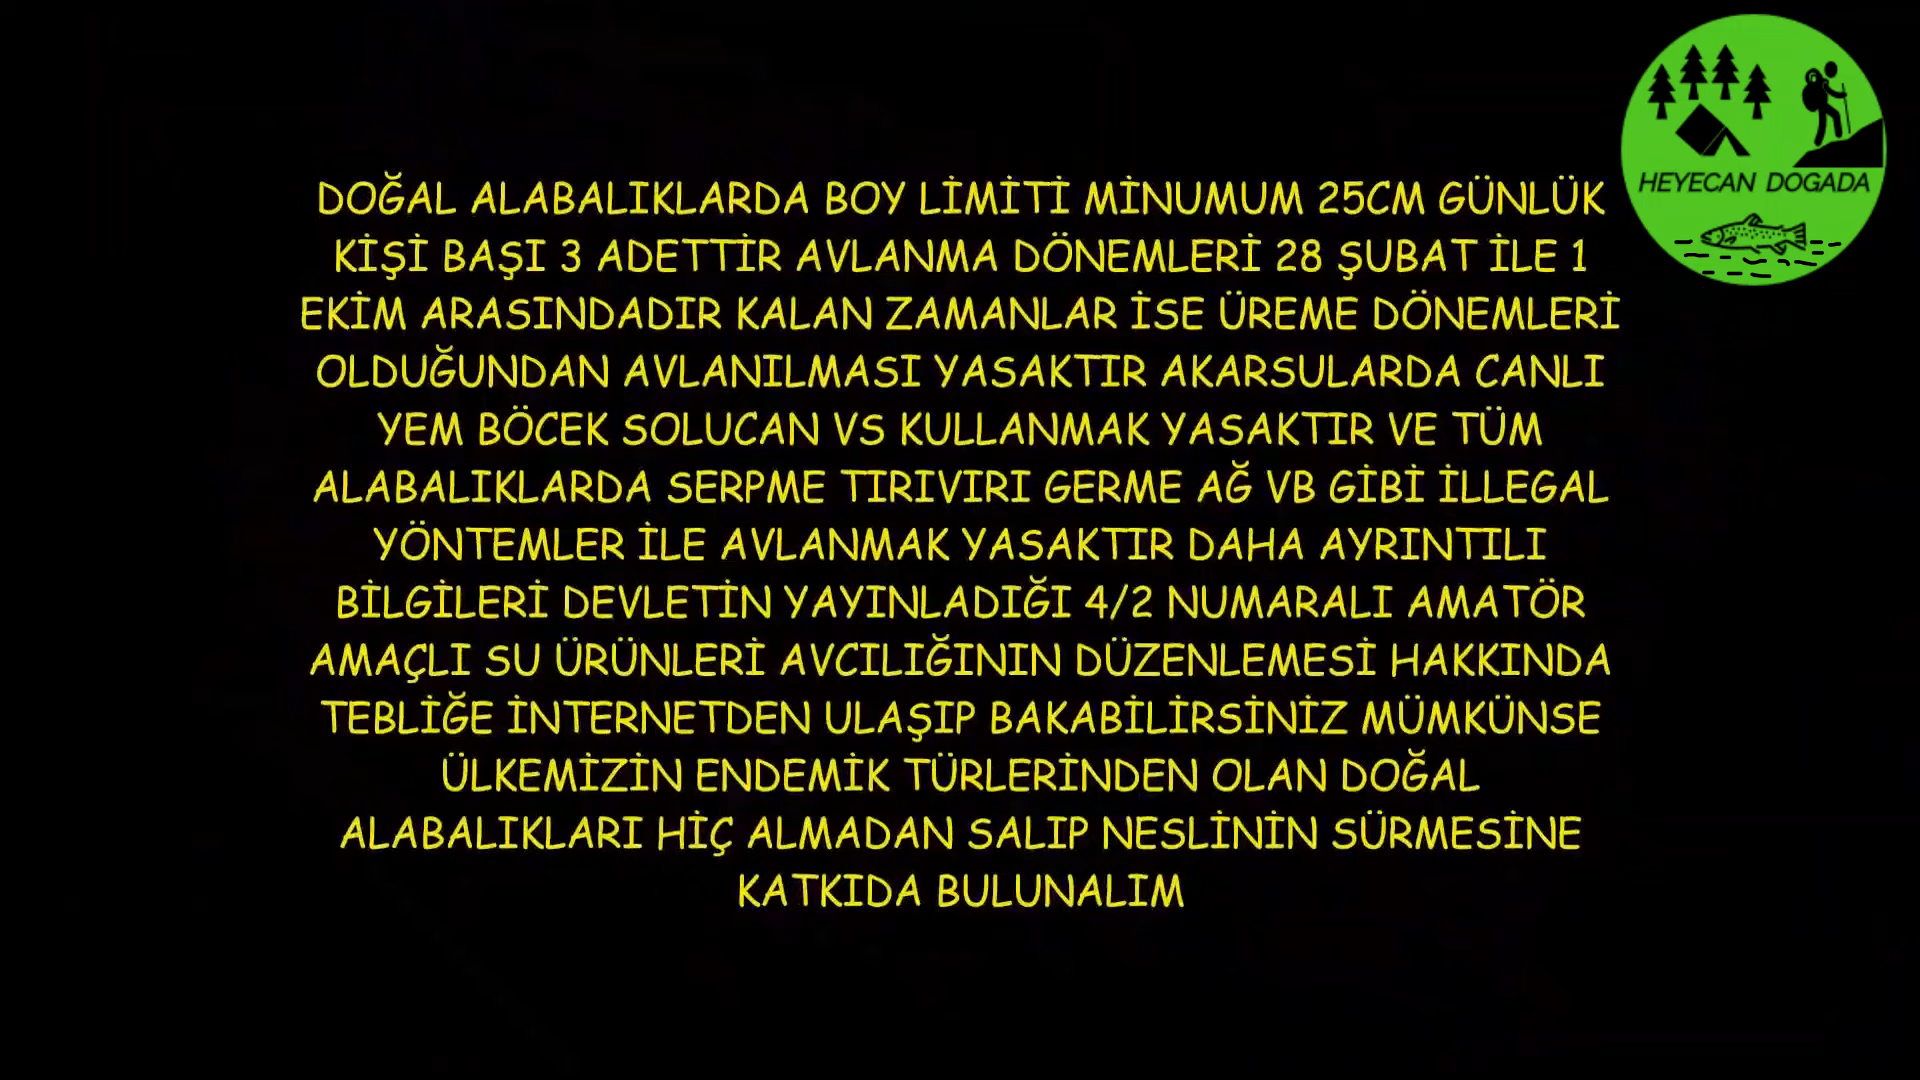 DOĞAL ALABALIKLARDA BOY LİMİTİ MİNUMUM 25CM GÜNLÜK
KİŞİ BAŞI 3 ADETTİR AVLANMA DÖNEMLERİ 28 ŞUBAT İLE 1
EKİM ARASINDADIR KALAN ZAMANLAR İSE ÜREME DÖNEMLERİ
OLDUĞUNDAN AVLANILMASI YASAKTIR AKARSULARDA CANLI
YEM BÖCEK SOLUCAN VS KULLANMAK YASAKTIR VE TÜM
ALABALIKLARDA SERPME TIRIVIRI GERME AĞ VB GİBİ İLLEGAL
YÖNTEMLER İLE AVLANMAK YASAKTIR DAHA AYRINTILI
BİLGİLERİ DEVLETİN YAYINLADIĞI 4/2 NUMARALI AMATÖR
AMAÇLI SU ÜRÜNLERİ AVCILIĞININ DÜZENLEMESİ HAKKINDA
TEBLİĞE İNTERNETDEN ULAŞIP BAKABİLİRSİNİZ MÜMKÜNSE
ÜLKEMİZİN ENDEMİK TÜRLERİNDEN OLAN DOĞAL
ALABALIKLARI HİÇ ALMADAN SALIP NESLİNİN SÜRMESİNE
KATKIDA BULUNALIM
HEYECAN DOGADA